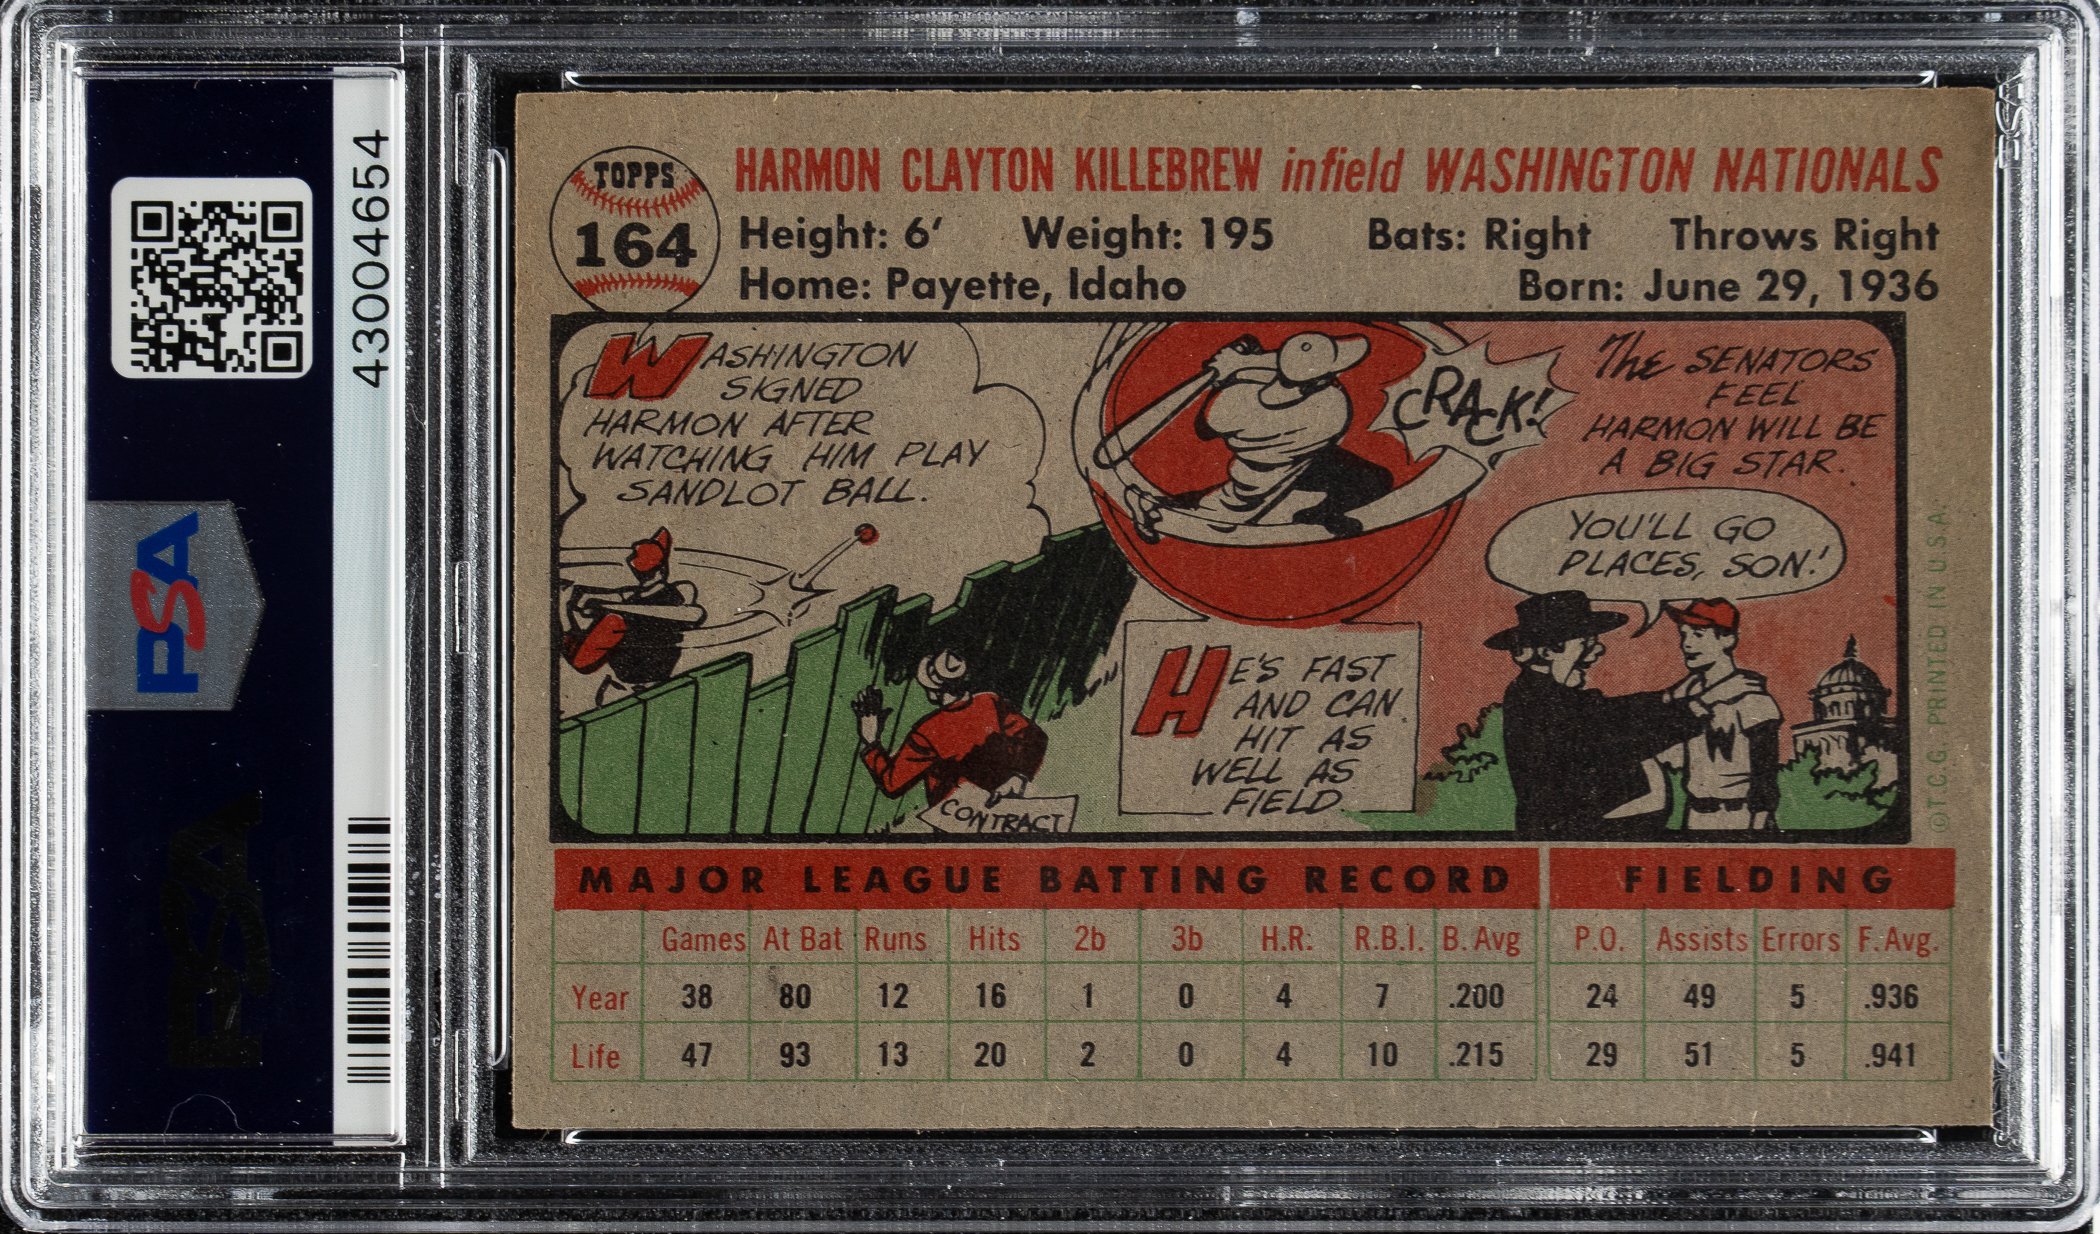 43004654
PSA
PSA
TOPPS
164
HARMON CLAYTON KILLEBREW infield WASHINGTON NATIONALS
Height: 6' Weight: 195 Bats: Right Throws Right
Home: Payette, Idaho Born: June 29, 1936
WASHINGTON
SIGNED
HARMON AFTER
WATCHING HIM PLAY
SANDLOT BALL.
CONTRACT
CRACK!
HE'S FAST
AND CAN
HIT AS
WELL AS
FIELD
The SENATORS
FEEL
HARMON WILL BE
A BIG STAR.
YOU'LL GO
PLACES, SON!
W
© T.C.G. PRINTED IN U.S.A.
MAJOR LEAGUE BATTING RECORD FIELDING
Games At Bat Runs Hits 2b 3b H.R. R.B.I. B. Avg P.O. Assists Errors F. Avg.
Year 38 80 12 16 1 0 4 7 .200 24 49 5 .936
Life 47 93 13 20 2 0 4 10 .215 29 51 5 .941
PSA